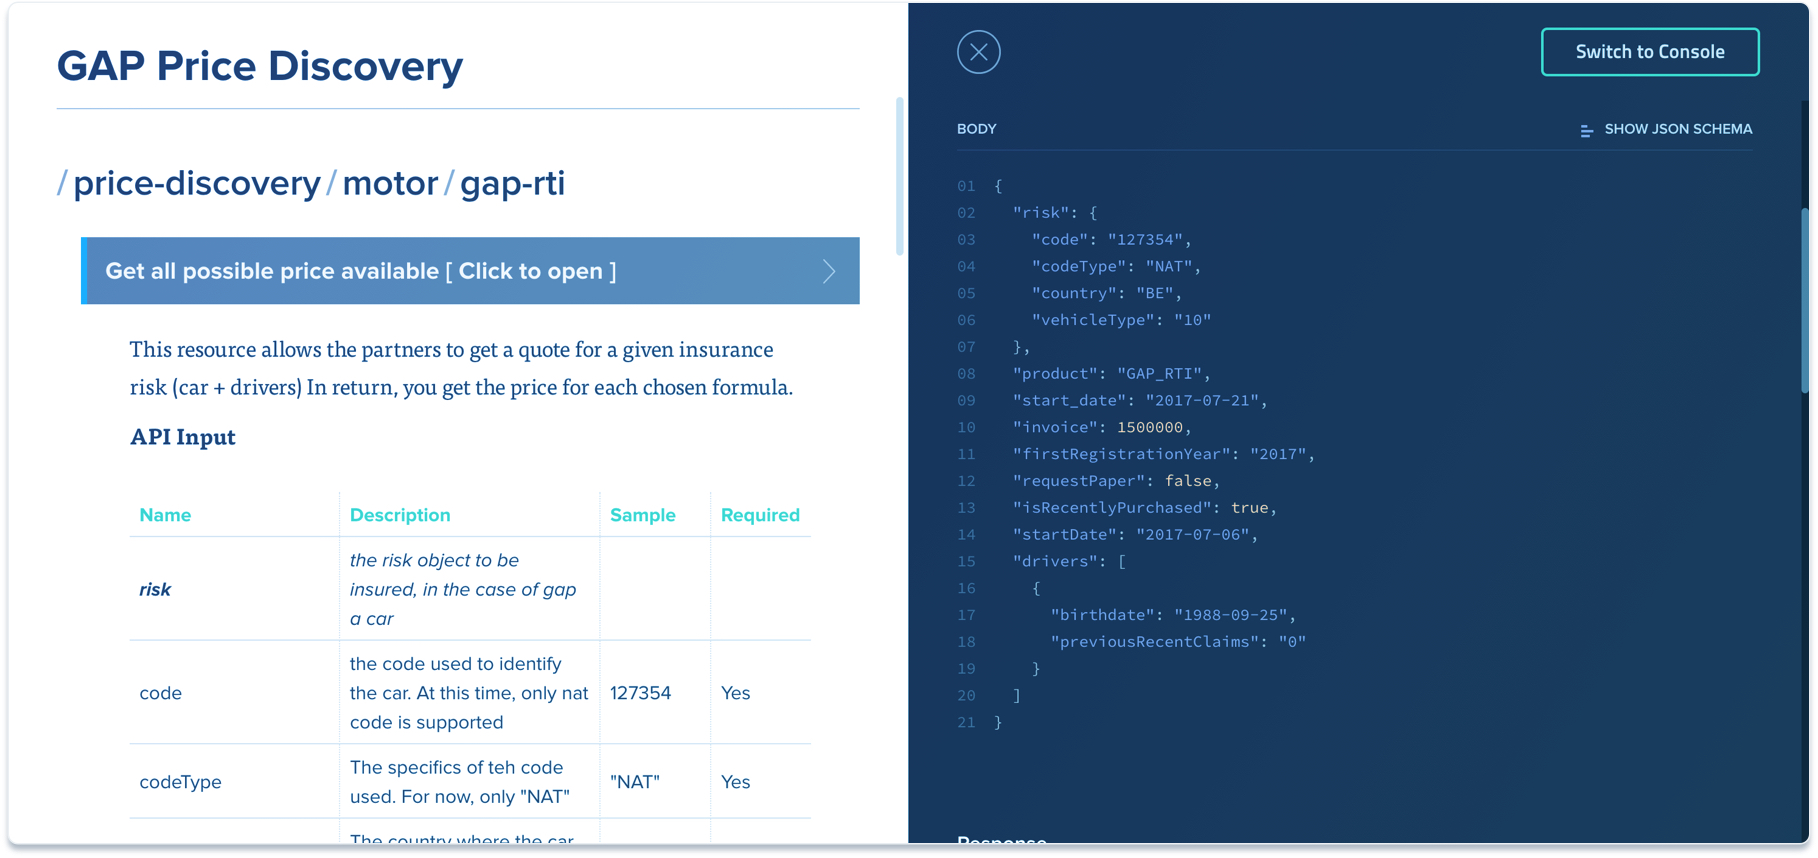 GAP Price Discovery
/price-discovery/motor/gap-rti
Get all possible price available [ Click to open ]
This resource allows the partners to get a quote for a given insurance
risk (car + drivers) In return, you get the price for each chosen formula.
API Input
Name Description Sample Required
risk the risk object to be
insured, in the case of gap
a car
code the code used to identify
the car. At this time, only nat
code is supported 127354 Yes
codeType The specifics of teh code
used. For now, only "NAT" "NAT" Yes
The country where the car
Switch to Console
BODY SHOW JSON SCHEMA
01 {
02 "risk": {
03 "code": "127354",
04 "codeType": "NAT",
05 "country": "BE",
06 "vehicleType": "10"
07 },
08 "product": "GAP_RTI",
09 "start_date": "2017-07-21",
10 "invoice": 1500000,
11 "firstRegistrationYear": "2017",
12 "requestPaper": false,
13 "isRecentlyPurchased": true,
14 "startDate": "2017-07-06",
15 "drivers": [
16 {
17 "birthdate": "1988-09-25",
18 "previousRecentClaims": "0"
19 }
20 ]
21 }
Response